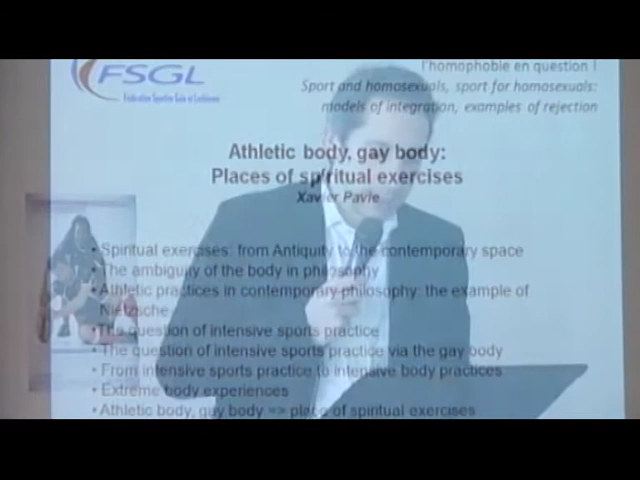 FSGL
Fédération Sportive Gaie et Lesbienne
l'homophobie en question !
Sport and homosexuals, sport for homosexuals:
models of integration, examples of rejection
Athletic body, gay body:
Places of spiritual exercises
Xavier Pavie
• Spiritual exercises: from Antiquity to the contemporary space
• The ambiguity of the body in philosophy
• Athletic practices in contemporary philosophy: the example of
Nietzsche
• The question of intensive sports practice
• The question of intensive sports practice via the gay body
• From intensive sports practice to intensive body practices
• Extreme body experiences
• Athletic body, gay body => place of spiritual exercises